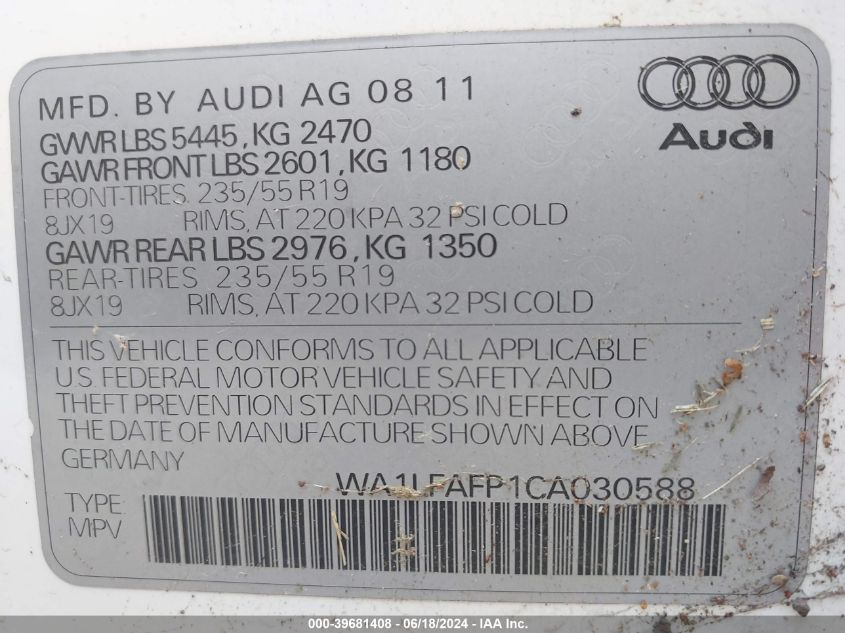 MFD. BY AUDI AG 08 11
Audi
GVWR LBS 5445, KG 2470
GAWR FRONT LBS 2601, KG 1180
FRONT-TIRES 235/55 R19
8JX19 RIMS, AT 220 KPA 32 PSI COLD
GAWR REAR LBS 2976, KG 1350
REAR-TIRES 235/55 R19
8JX19 RIMS, AT 220 KPA 32 PSI COLD
THIS VEHICLE CONFORMS TO ALL APPLICABLE
U.S FEDERAL MOTOR VEHICLE SAFETY AND
THEFT PREVENTION STANDARDS IN EFFECT ON
THE DATE OF MANUFACTURE SHOWN ABOVE
GERMANY
WA1LFAFP1CA030588
TYPE
MPV
000-39681408 - 06/18/2024 - IAA Inc.